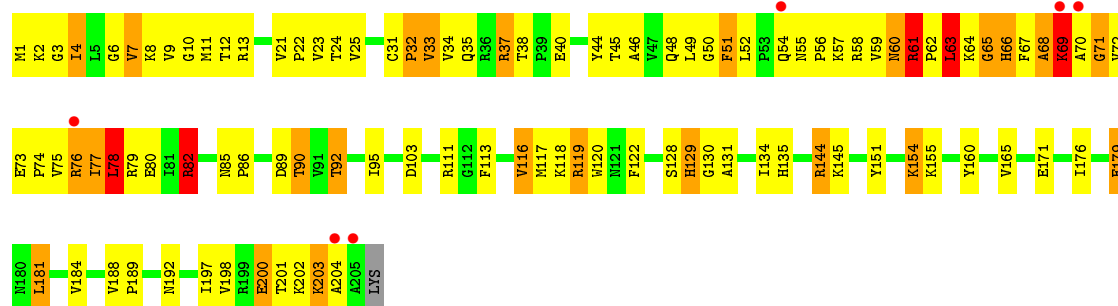 M1 K2 G3 I4 L5 G6 V7 K8 V9 G10 M11 T12 R13 V21 P22 V23 T24 V25 C31 P32 V33 V34 Q35 R36 R37 T38 P39 E40 Y44 T45 A46 V47 Q48 L49 G50 F51 L52 P53 Q54 N55 P56 K57 R58 V59 N60 R61 P62 L63 K64 G65 H66 F67 A68 K69 A70 G71
E73 P74 V75 R76 I77 L78 R79 E80 I81 R82 N85 P86 D89 T90 V91 T92 I95 D103 R111 G112 F113 V116 M117 K118 R119 W120 N121 F122 S128 H129 G130 A131 I134 H135 R144 K145 Y151 K154 K155 Y160 V165 E171 I176
N180 L181 V184 V188 P189 N192 I197 V198 R199 E200 T201 K202 K203 A204 A205 LYS